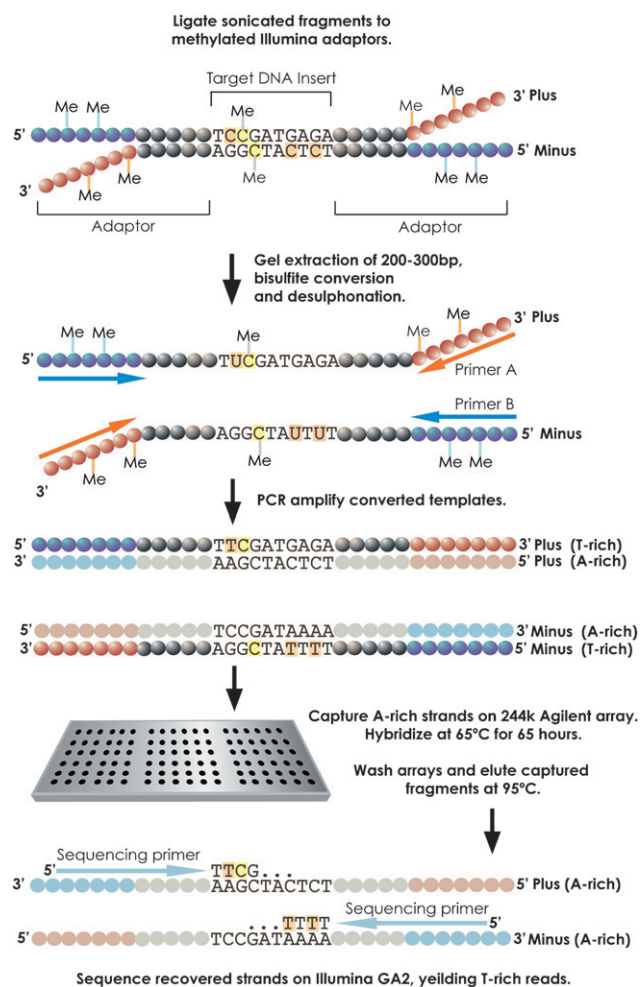 Ligate sonicated fragments to
methylated Illumina adaptors.
Target DNA Insert
Me Me Me Me Me
3' Plus
5' TCCGATGAGA
AGGCTACTCT 5' Minus
3' Me Me Me Me Me
Adaptor Adaptor
Gel extraction of 200-300bp,
bisulfite conversion
and desulphonation.
Me Me Me Me Me
3' Plus
5' TUCGATGAGA
Primer A
Primer B
AGGCTAUTUT 5' Minus
3' Me Me Me Me Me
PCR amplify converted templates.
5' TTCGATGAGA 3' Plus (T-rich)
3' AAGCTACTCT 5' Plus (A-rich)
5' TCCGATAAAA 3' Minus (A-rich)
3' AGGCTATTTT 5' Minus (T-rich)
Capture A-rich strands on 244k Agilent array.
Hybridize at 65ºC for 65 hours.
Wash arrays and elute captured
fragments at 95ºC.
Sequencing primer
5' TTCG...
3' AAGCTACTCT 5' Plus (A-rich)
...TTTT Sequencing primer 5'
5' TCCGATAAAA 3' Minus (A-rich)
Sequence recovered strands on Illumina GA2, yeilding T-rich reads.